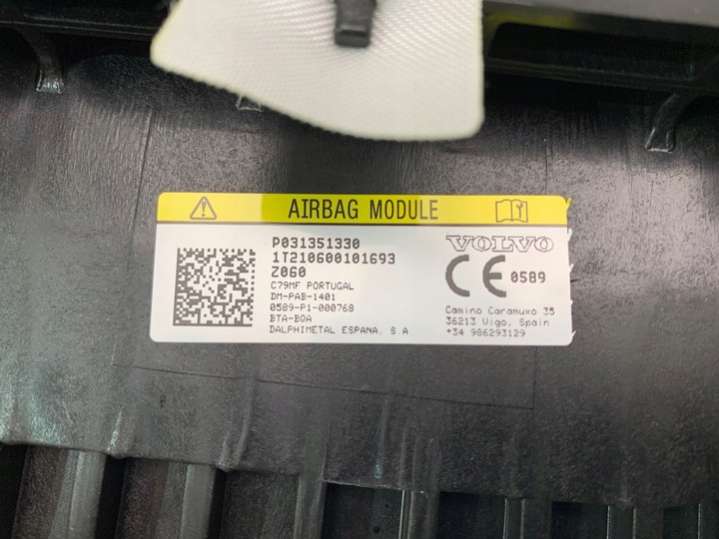 AIRBAG MODULE
P031351330
1T210600101693
Z060
C79MF PORTUGAL
DM-PAB-1401
0589-P1-000768
BTA-BOA
DALPHIMETAL ESPANA. S A
VOLVO
CE 0589
Camino Caramuxo 35
36213 Vigo, Spain
*34 986293129